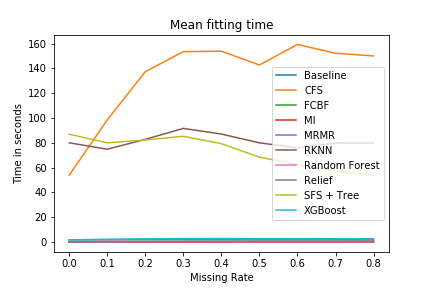 Mean fitting time
Time in seconds
160
140
120
100
80
60
40
20
0
Baseline
CFS
FCBF
MI
MRMR
RKNN
Random Forest
Relief
SFS + Tree
XGBoost
0.0 0.1 0.2 0.3 0.4 0.5 0.6 0.7 0.8
Missing Rate